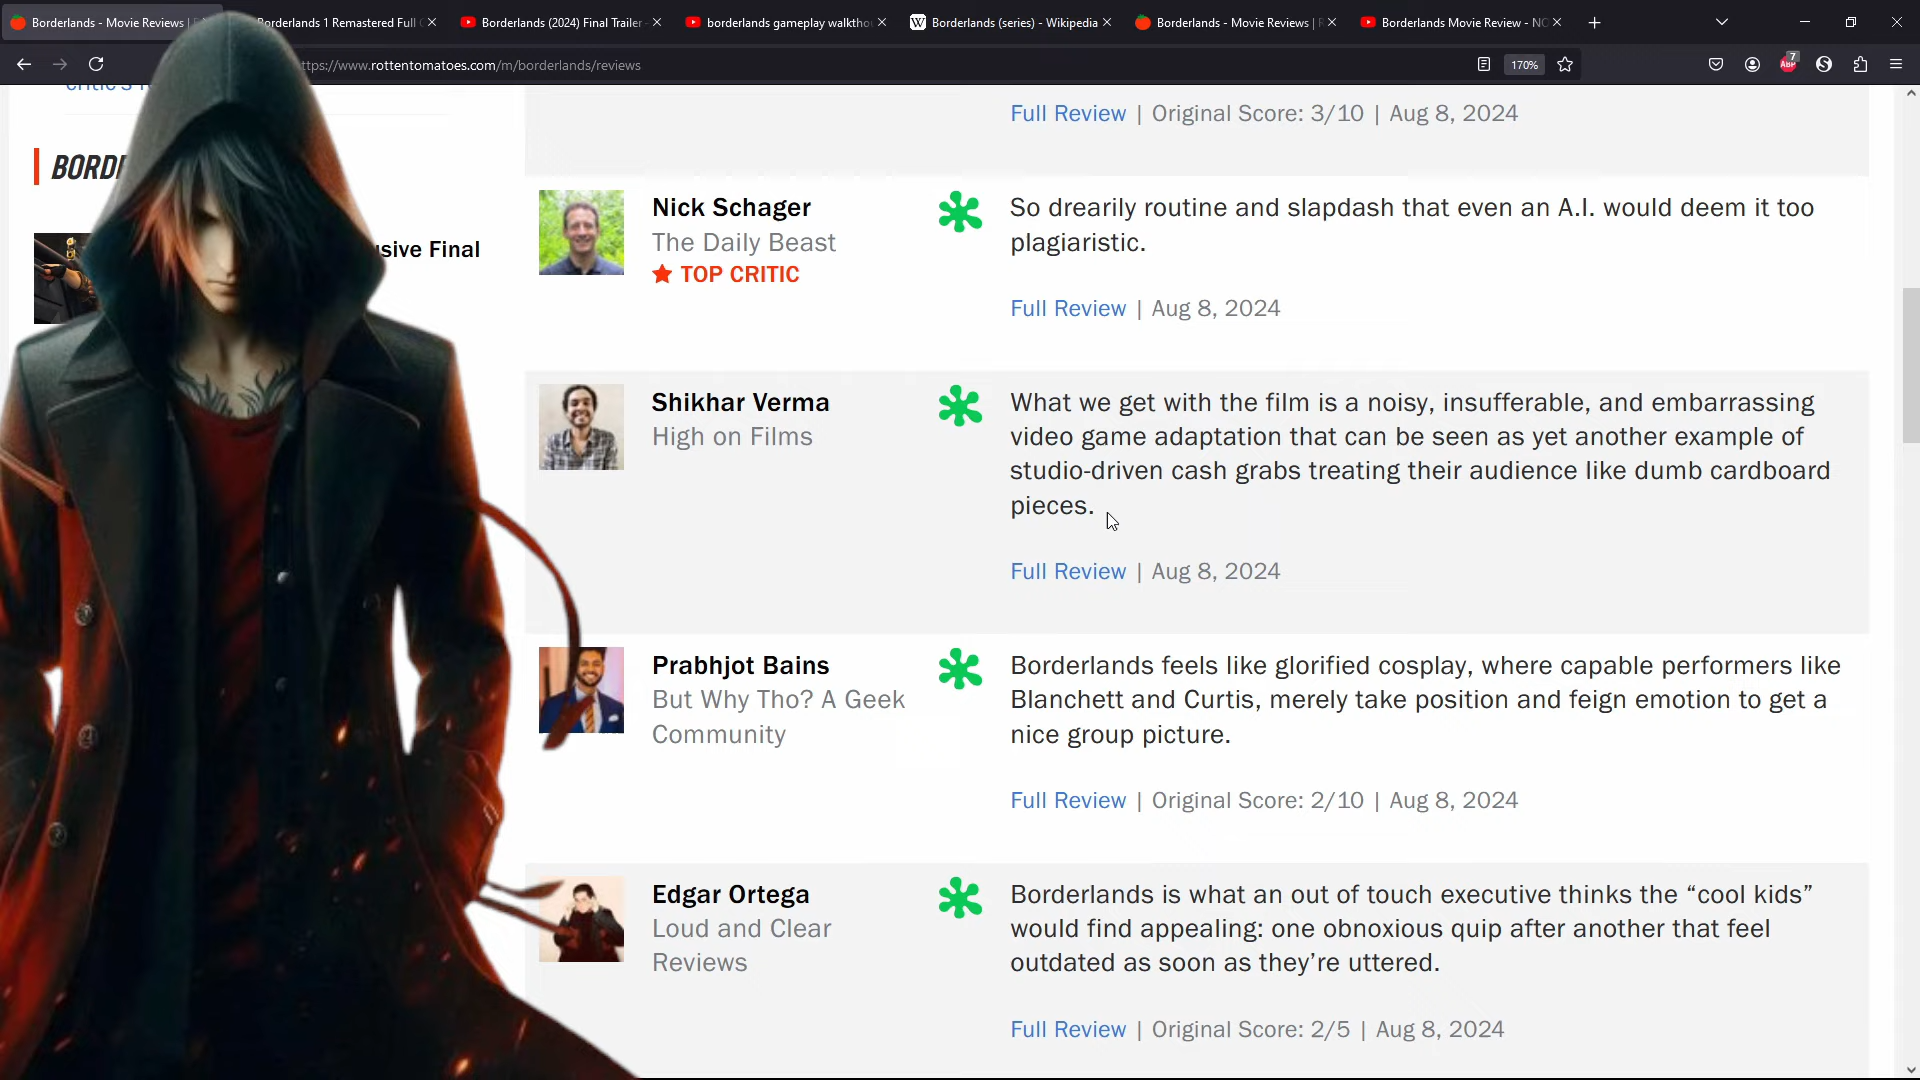 Borderlands - Movie Reviews |
Borderlands 1 Remastered Full
Borderlands (2024) Final Trailer -
borderlands gameplay walktho
Borderlands (series) - Wikipedia
Borderlands - Movie Reviews | R
Borderlands Movie Review - NO
ttps://www.rottentomatoes.com/m/borderlands/reviews
170%
7
ABP
critic's
BORDE
sive Final
Full Review | Original Score: 3/10 | Aug 8, 2024
Nick Schager
The Daily Beast
TOP CRITIC
So drearily routine and slapdash that even an A.I. would deem it too
plagiaristic.
Full Review | Aug 8, 2024
Shikhar Verma
High on Films
What we get with the film is a noisy, insufferable, and embarrassing
video game adaptation that can be seen as yet another example of
studio-driven cash grabs treating their audience like dumb cardboard
pieces.
Full Review | Aug 8, 2024
Prabhjot Bains
But Why Tho? A Geek
Community
Borderlands feels like glorified cosplay, where capable performers like
Blanchett and Curtis, merely take position and feign emotion to get a
nice group picture.
Full Review | Original Score: 2/10 | Aug 8, 2024
Edgar Ortega
Loud and Clear
Reviews
Borderlands is what an out of touch executive thinks the “cool kids”
would find appealing: one obnoxious quip after another that feel
outdated as soon as they’re uttered.
Full Review | Original Score: 2/5 | Aug 8, 2024